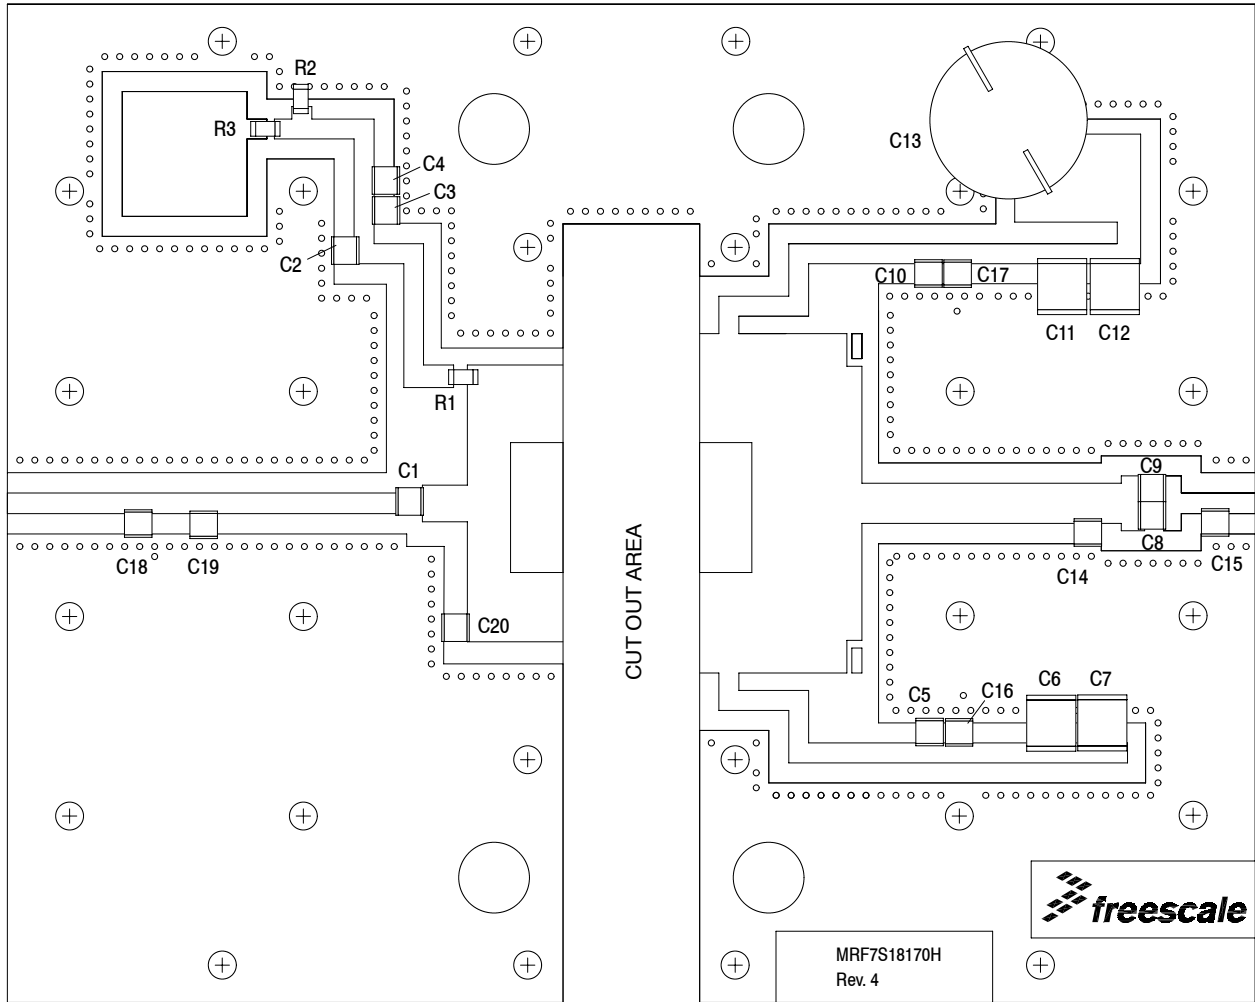 R2
R3
C13
C4
C3
C2
C10
C17
C11
C12
R1
C1
C9
C8
C18
C19
C14
C15
C20
CUT OUT AREA
C5
C16
C6
C7
freescale
MRF7S18170H
Rev. 4